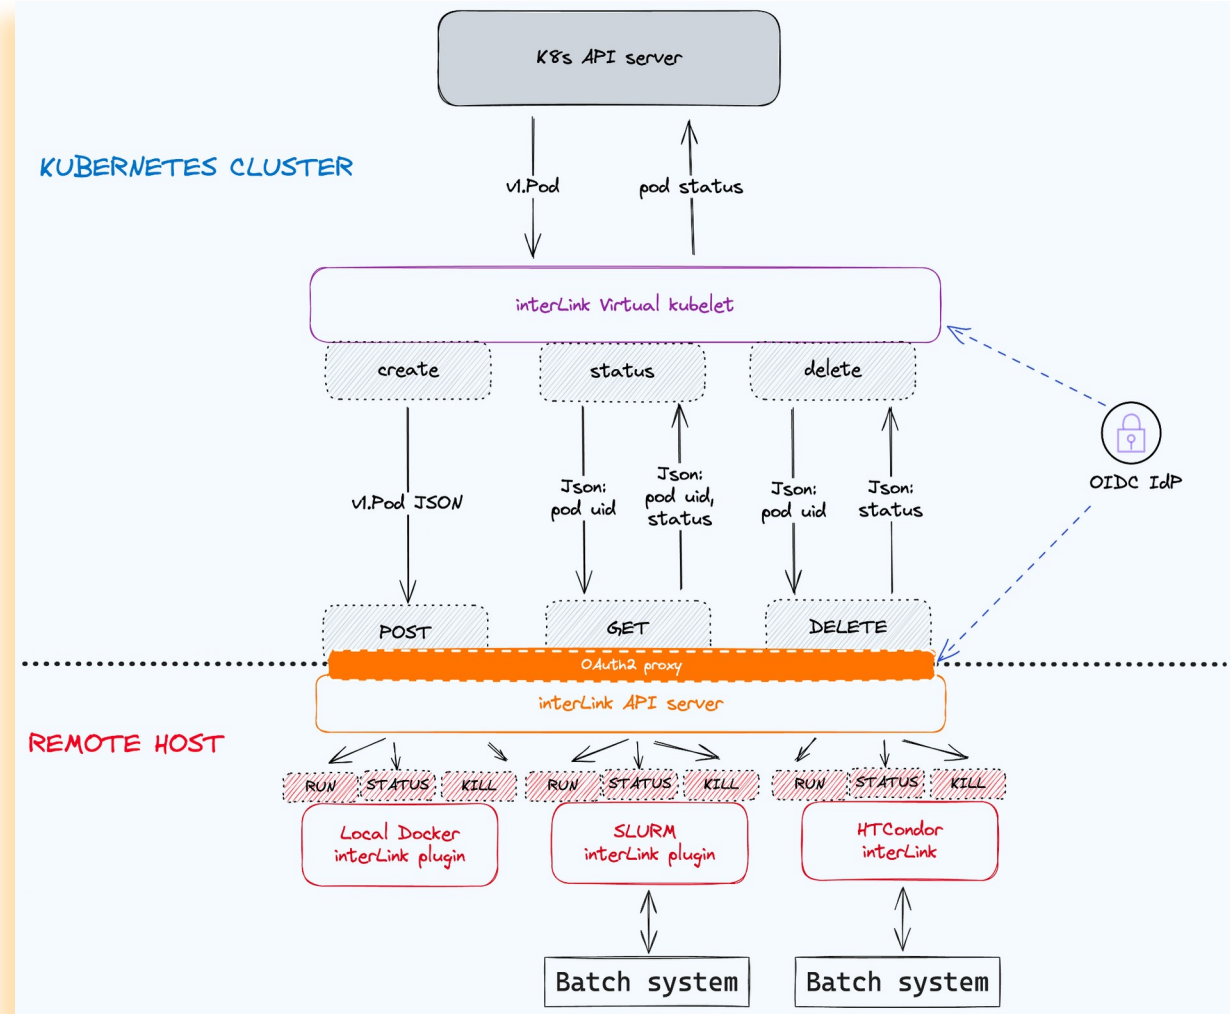 K8s API server
KUBERNETES CLUSTER
v1.Pod
pod status
interLink Virtual kubelet
create
status
delete
OIDC IdP
v1.Pod JSON
Json:
pod uid
Json:
pod uid,
status
Json:
pod uid
Json:
status
POST
GET
DELETE
OAuth2 proxy
interLink API server
REMOTE HOST
RUN
STATUS
KILL
RUN
STATUS
KILL
RUN
STATUS
KILL
Local Docker
interLink plugin
SLURM
interLink plugin
HTCondor
interLink
Batch system
Batch system